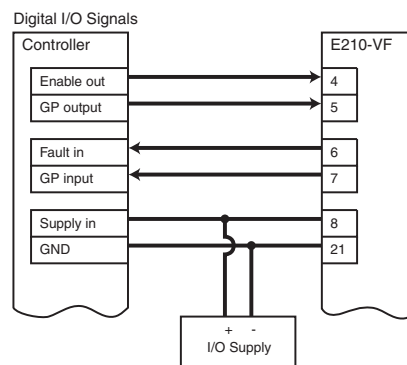 Digital I/O Signals
Controller
E210-VF
Enable out
4
GP output
5
Fault in
6
GP input
7
Supply in
8
GND
21
+ -
I/O Supply